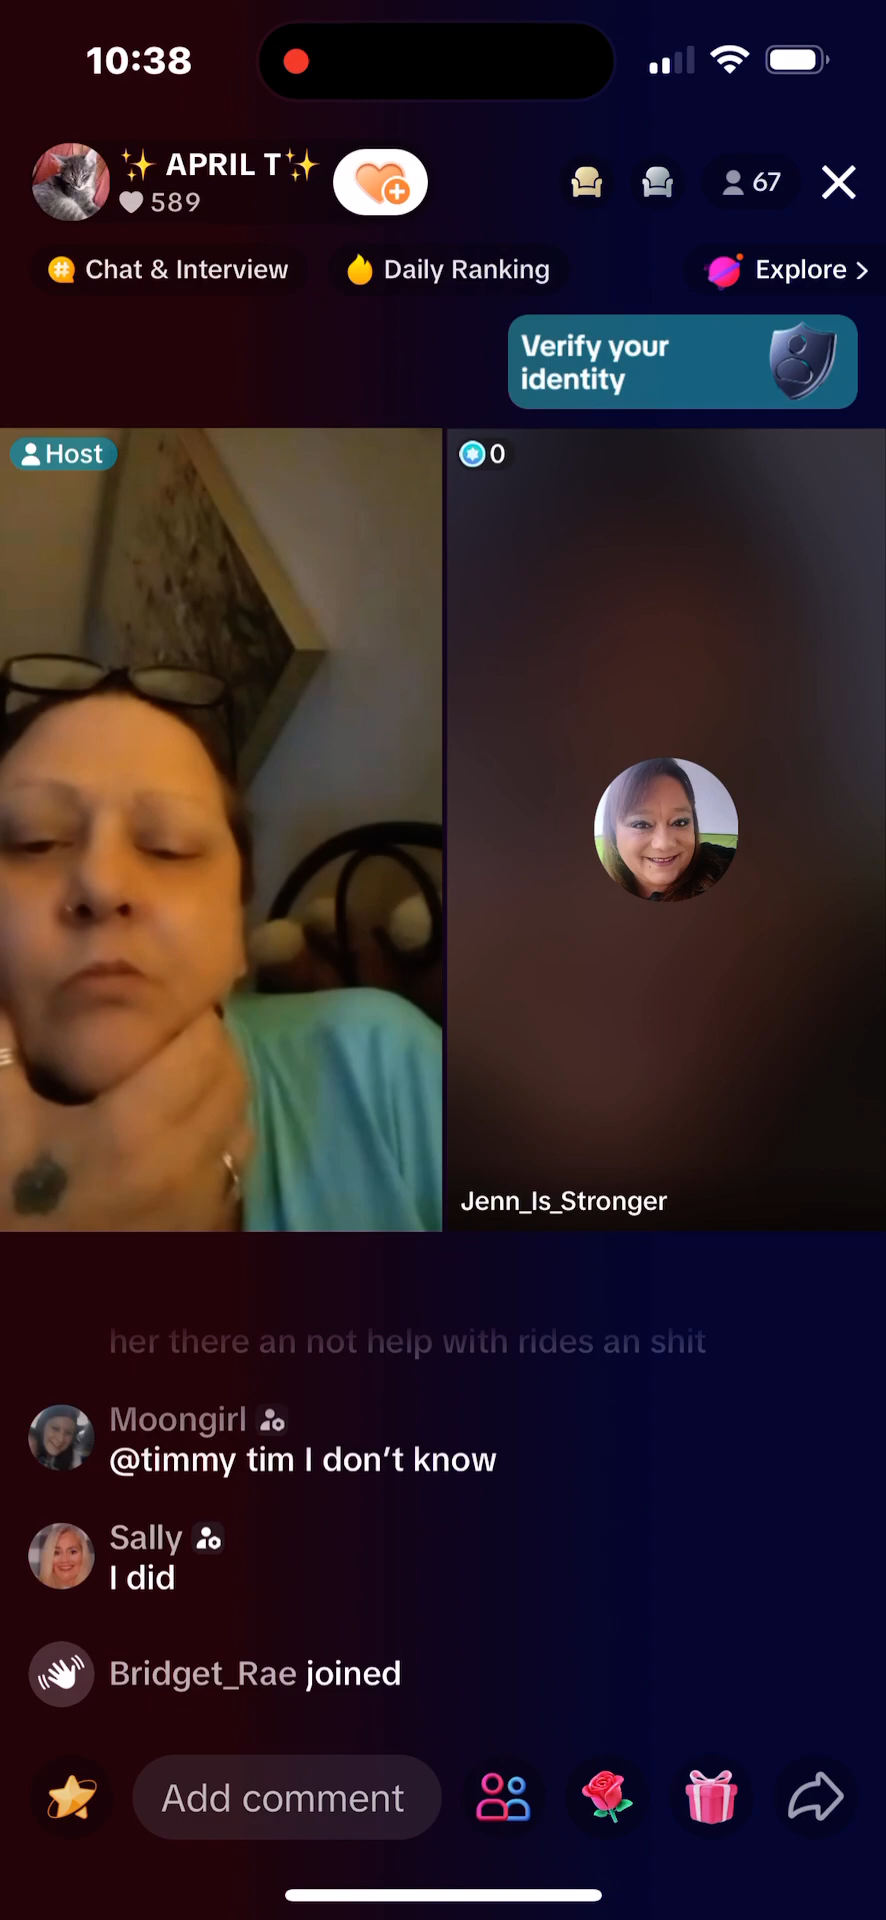 10:38
✨ APRIL T✨
589
67
Chat & Interview
Daily Ranking
Explore >
Verify your
identity
Host
0
Jenn_Is_Stronger
her there an not help with rides an shit
Moongirl
@timmy tim I don’t know
Sally
I did
Bridget_Rae joined
Add comment